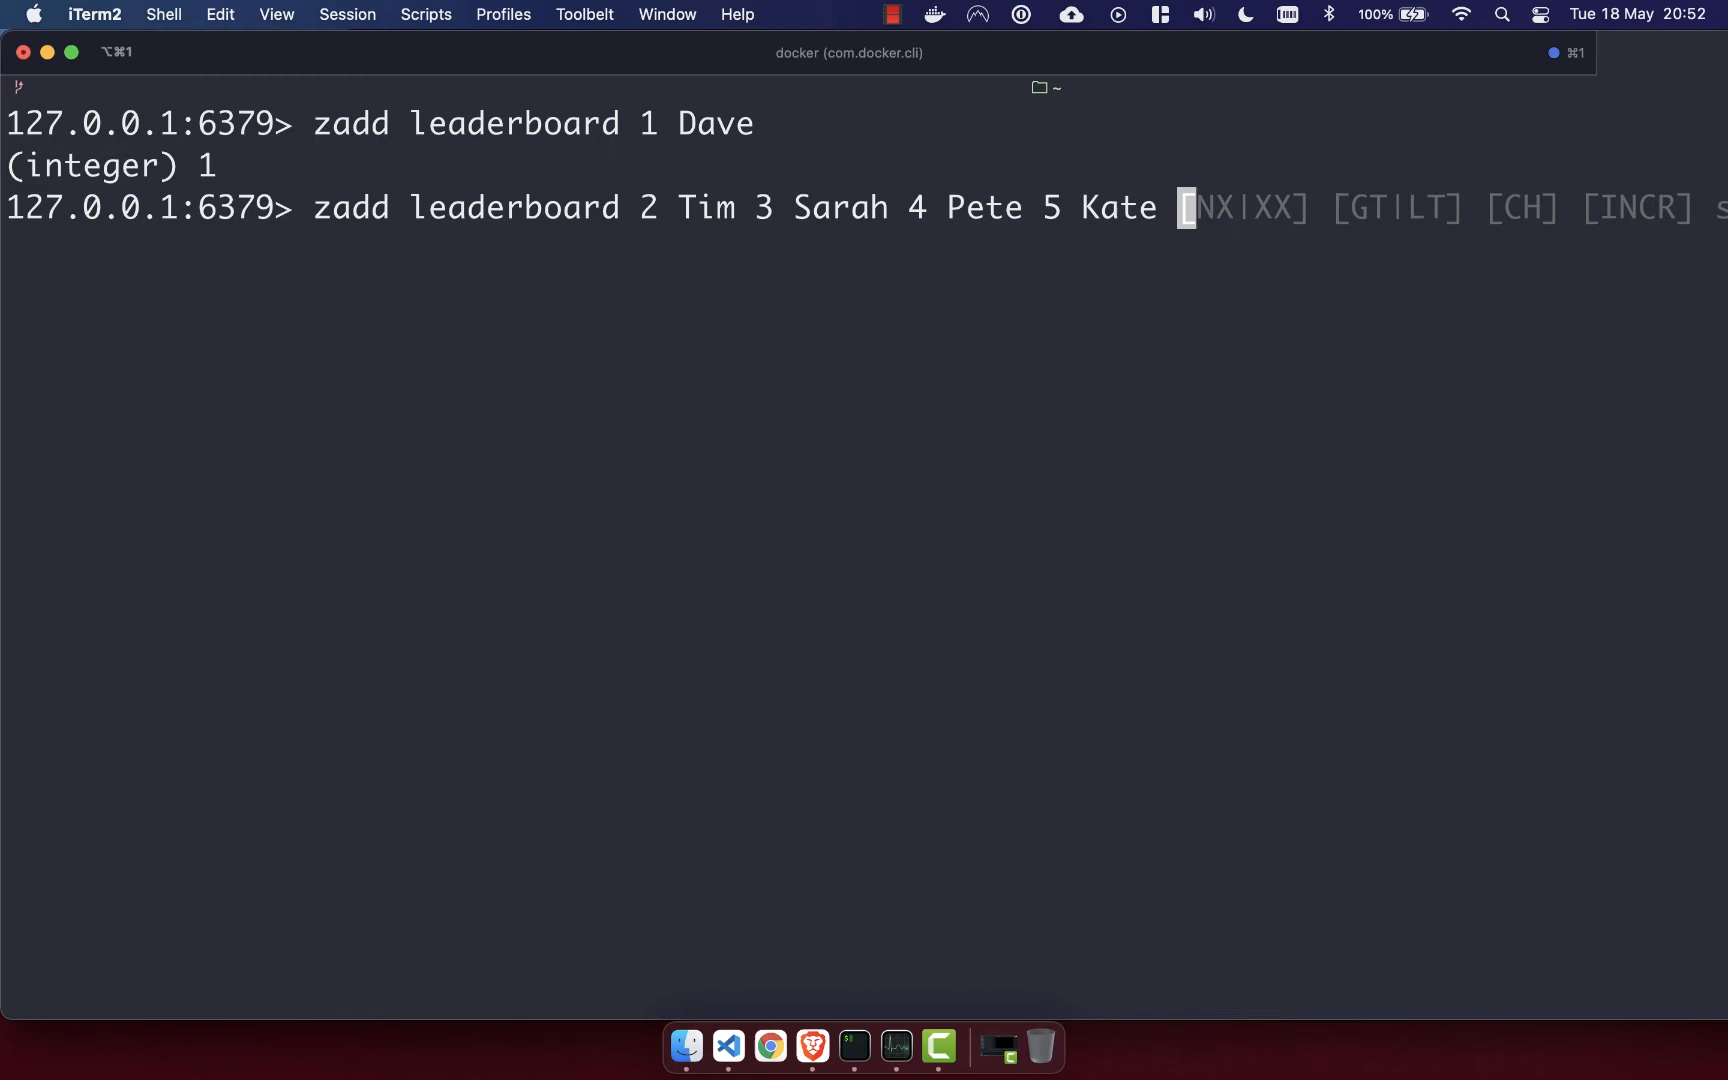 iTerm2 Shell Edit View Session Scripts Profiles Toolbelt Window Help 100% Tue 18 May 20:52
⌥⌘1 docker (com.docker.cli) ⌘1
~
127.0.0.1:6379> zadd leaderboard 1 Dave
(integer) 1
127.0.0.1:6379> zadd leaderboard 2 Tim 3 Sarah 4 Pete 5 Kate [NX|XX] [GT|LT] [CH] [INCR] s